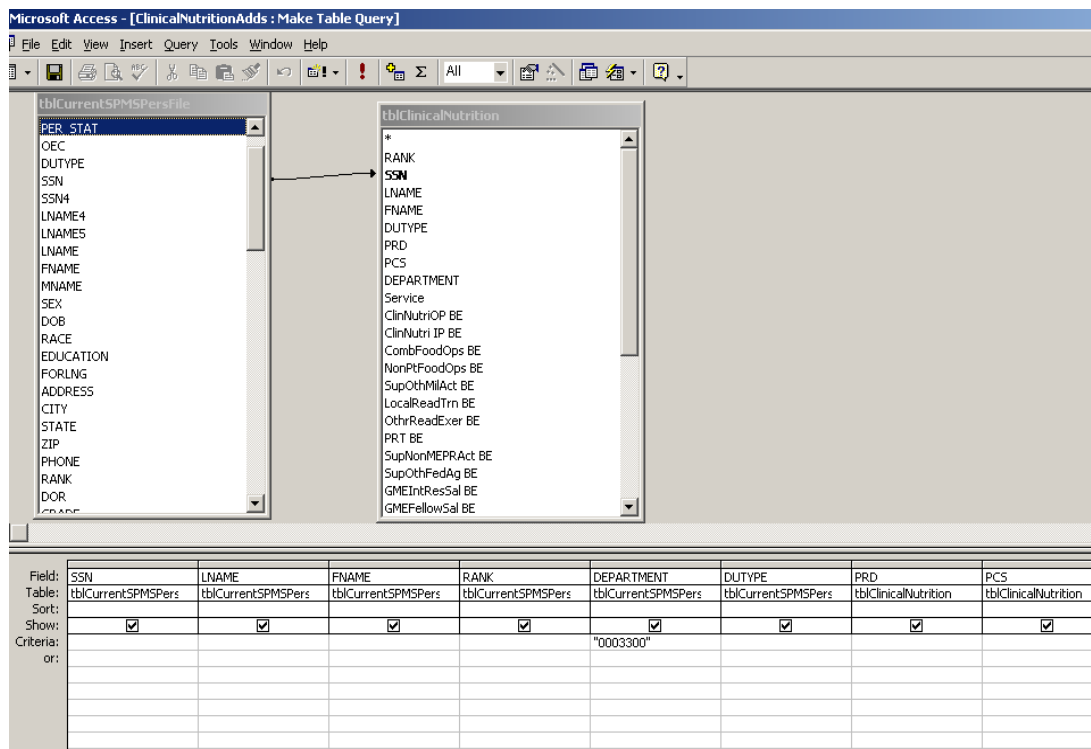 Microsoft Access - [ClinicalNutritionAdds : Make Table Query]
File Edit View Insert Query Tools Window Help
All
tblCurrentSPMSPersFile
PER_STAT
OEC
DUTYPE
SSN
SSN4
LNAME4
LNAME5
LNAME
FNAME
MNAME
SEX
DOB
RACE
EDUCATION
FORLNG
ADDRESS
CITY
STATE
ZIP
PHONE
RANK
DOR
GRADE
tblClinicalNutrition
*
RANK
SSN
LNAME
FNAME
DUTYPE
PRD
PCS
DEPARTMENT
Service
ClinNutriOP BE
ClinNutri IP BE
CombFoodOps BE
NonPtFoodOps BE
SupOthMilAct BE
LocalReadTrn BE
OthrReadExer BE
PRT BE
SupNonMEPRAct BE
SupOthFedAg BE
GMEIntResSal BE
GMEFellowSal BE
Field: SSN LNAME FNAME RANK DEPARTMENT DUTYPE PRD PCS
Table: tblCurrentSPMSPers tblCurrentSPMSPers tblCurrentSPMSPers tblCurrentSPMSPers tblCurrentSPMSPers tblCurrentSPMSPers tblClinicalNutrition tblClinicalNutrition
Sort:
Show:
Criteria: "0003300"
or: